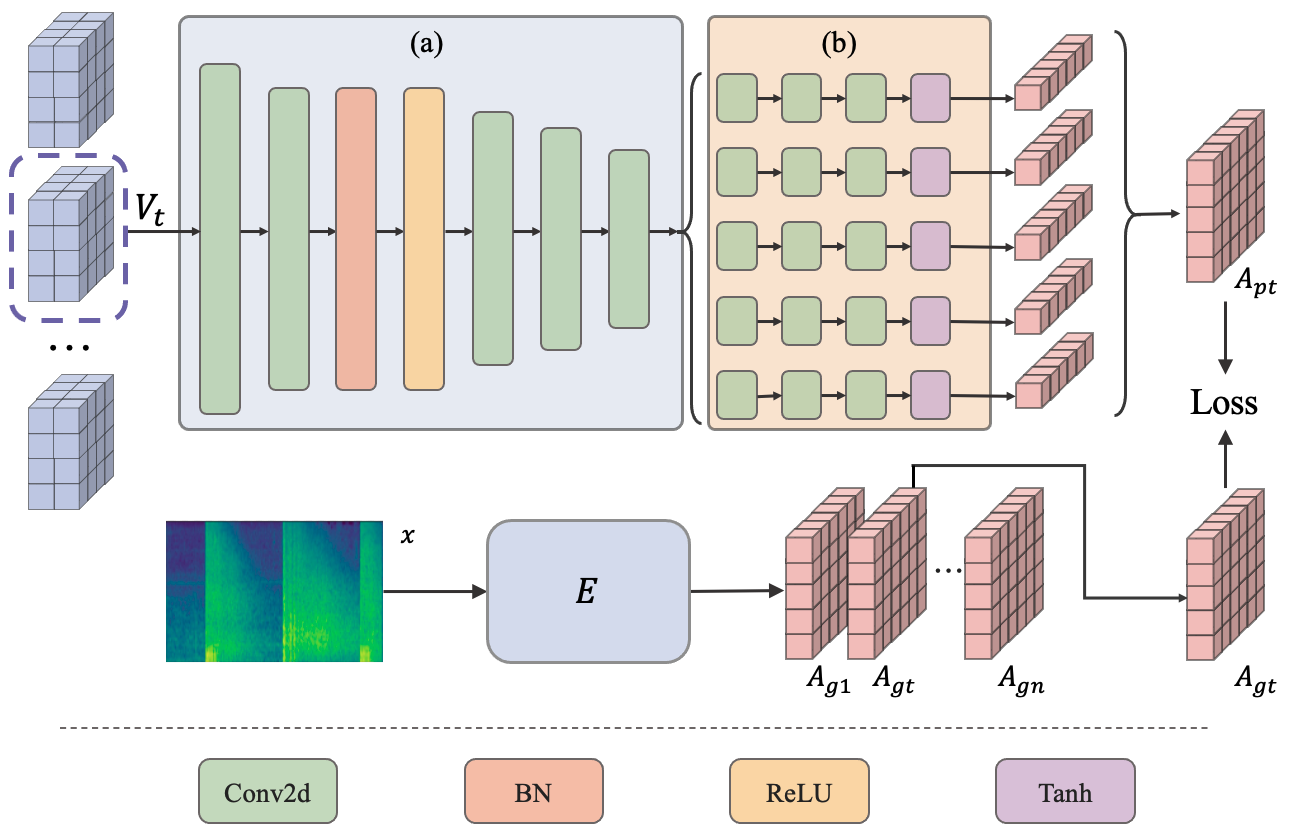 (a)
(b)
V_t
...
A_{pt}
Loss
x
E
...
A_{g1}
A_{gt}
A_{gn}
A_{gt}
Conv2d
BN
ReLU
Tanh